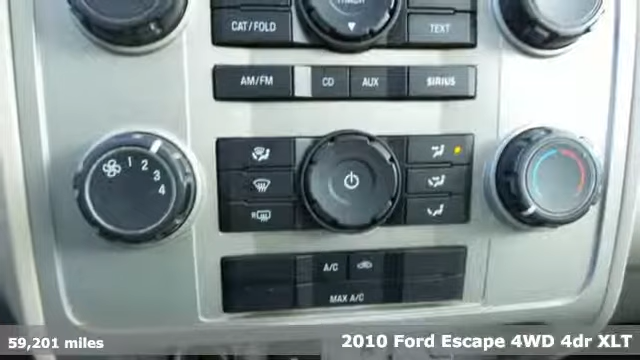 CAT/FOLD TEXT
AM/FM CD AUX SIRIUS
1 2 3 4
R
A/C
MAX A/C
59,201 miles 2010 Ford Escape 4WD 4dr XLT